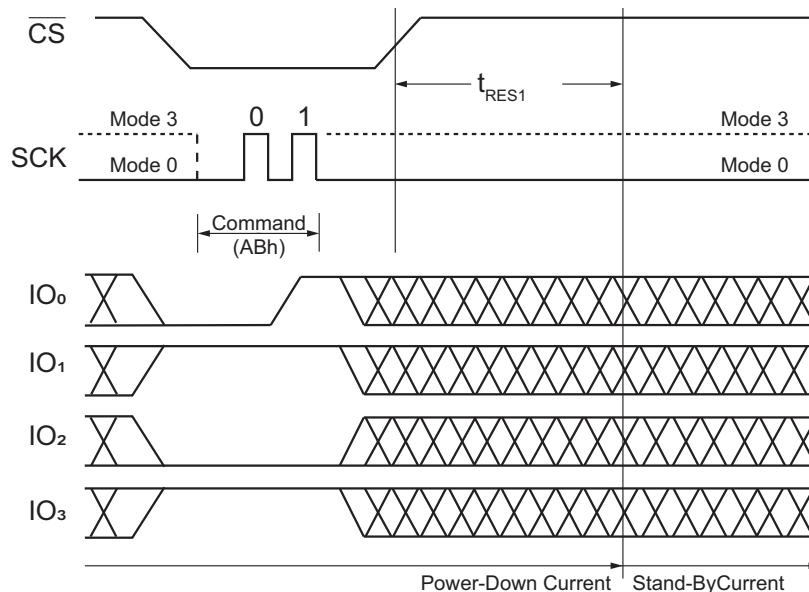 CS
tRES1
Mode 3 0 1 Mode 3
SCK
Mode 0 Mode 0
Command
(ABh)
IO₀
IO₁
IO₂
IO₃
Power-Down Current Stand-ByCurrent